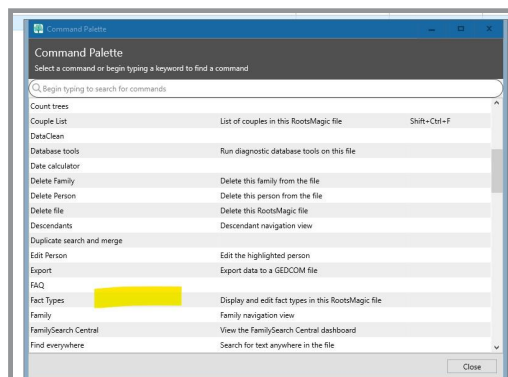 Command Palette
Command Palette
Select a command or begin typing a keyword to find a command
Begin typing to search for commands
Count trees
Couple List List of couples in this RootsMagic file Shift+Ctrl+F
DataClean
Database tools Run diagnostic database tools on this file
Date calculator
Delete Family Delete this family from the file
Delete Person Delete this person from the file
Delete file Delete this RootsMagic file
Descendants Descendant navigation view
Duplicate search and merge
Edit Person Edit the highlighted person
Export Export data to a GEDCOM file
FAQ
Fact Types Display and edit fact types in this RootsMagic file
Family Family navigation view
FamilySearch Central View the FamilySearch Central dashboard
Find everywhere Search for text anywhere in the file
Close